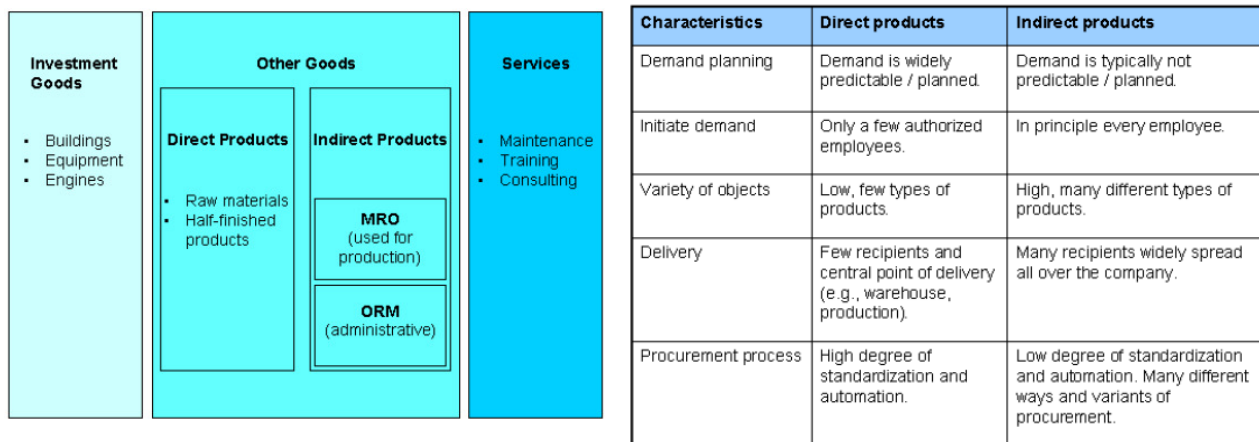 Investment
Goods
▪ Buildings
▪ Equipment
▪ Engines
Other Goods
Direct Products
▪ Raw materials
▪ Half-finished
products
Indirect Products
MRO
(used for
production)
ORM
(administrative)
Services
▪ Maintenance
▪ Training
▪ Consulting
Characteristics Direct products Indirect products
Demand planning Demand is widely Demand is typically not
predictable / planned. predictable / planned.
Initiate demand Only a few authorized In principle every employee.
employees.
Variety of objects Low, few types of High, many different types of
products. products.
Delivery Few recipients and Many recipients widely spread
central point of delivery all over the company.
(e.g., warehouse,
production).
Procurement process High degree of Low degree of standardization
standardization and and automation. Many different
automation. ways and variants of
procurement.